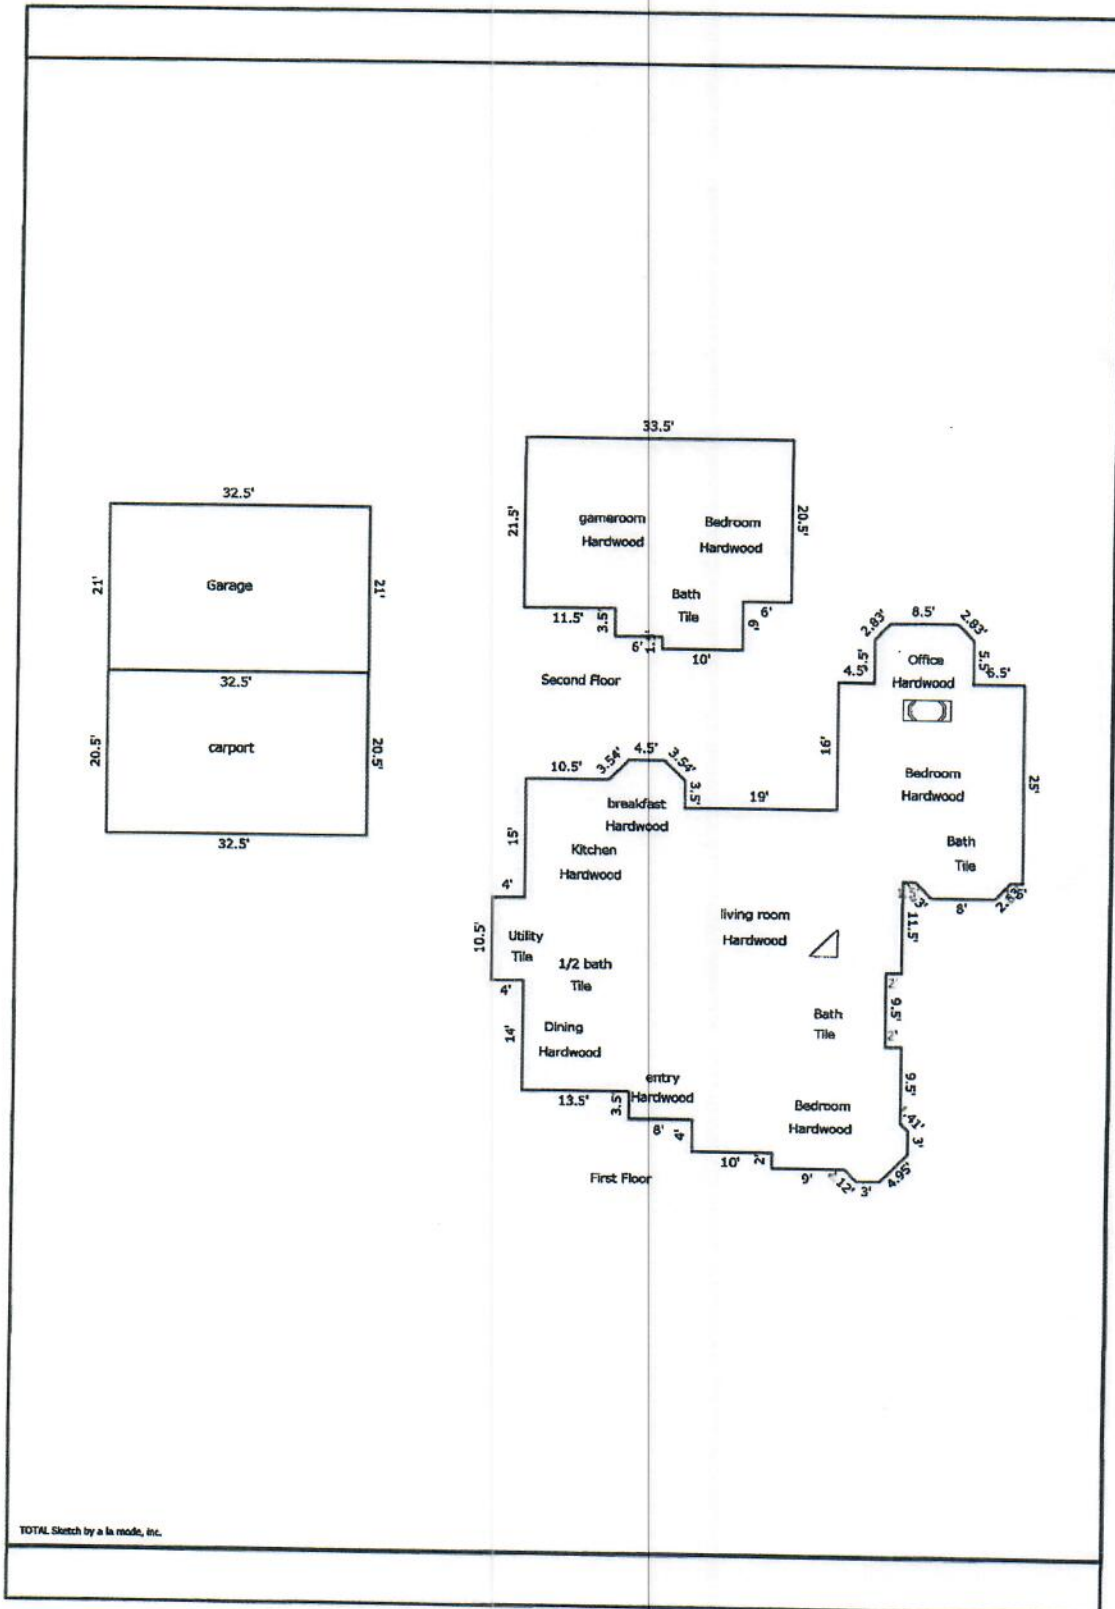 33.5'
32.5'
21.5'
gameroom
Hardwood
Bedroom
Hardwood
20.5'
21'
Garage
21'
11.5'
3.5'
Bath
Tile
6'
6'
6'
10'
Second Floor
8.5'
2.83'
2.83'
5.5'
4.5'
Office
Hardwood
5.5'
32.5'
20.5'
carport
20.5'
32.5'
10.5'
3.54'
4.5'
3.54'
3.5'
19'
16'
breakfast
Hardwood
Bedroom
Hardwood
25'
15'
Kitchen
Hardwood
Bath
Tile
4'
3'
8'
10.5'
Utility
Tile
living room
Hardwood
11.5'
1/2 bath
Tile
4'
2'
14'
Dining
Hardwood
Bath
Tile
9.5'
2'
13.5'
3.5'
entry
Hardwood
9.5'
8'
4'
Bedroom
Hardwood
3'
10'
2'
9'
3'
4.95'
First Floor
TOTAL Sketch by a la mode, inc.